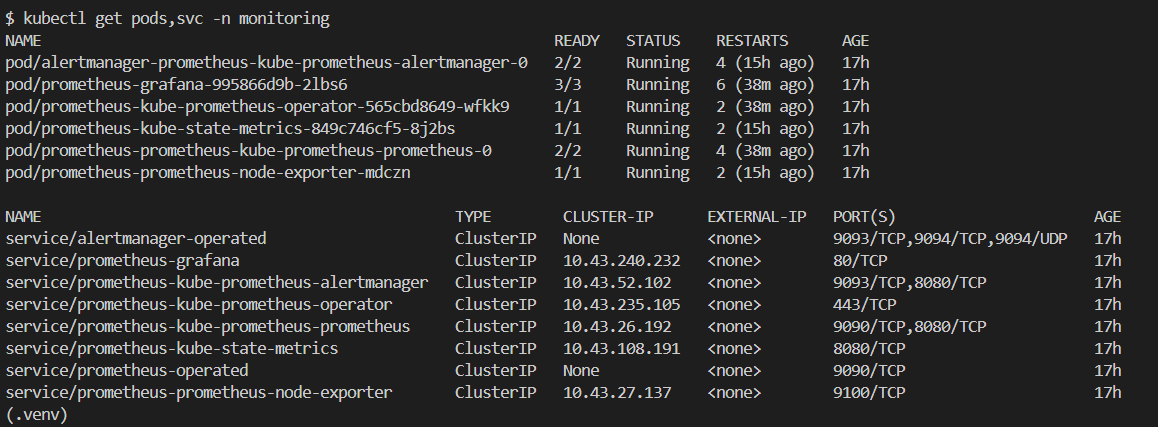 $ kubectl get pods,svc -n monitoring
NAME READY STATUS RESTARTS AGE
pod/alertmanager-prometheus-kube-prometheus-alertmanager-0 2/2 Running 4 (15h ago) 17h
pod/prometheus-grafana-995866d9b-2lbs6 3/3 Running 6 (38m ago) 17h
pod/prometheus-kube-prometheus-operator-565cbd8649-wfkk9 1/1 Running 2 (38m ago) 17h
pod/prometheus-kube-state-metrics-849c746cf5-8j2bs 1/1 Running 2 (15h ago) 17h
pod/prometheus-prometheus-kube-prometheus-prometheus-0 2/2 Running 4 (38m ago) 17h
pod/prometheus-prometheus-node-exporter-mdczn 1/1 Running 2 (15h ago) 17h
NAME TYPE CLUSTER-IP EXTERNAL-IP PORT(S) AGE
service/alertmanager-operated ClusterIP None <none> 9093/TCP,9094/TCP,9094/UDP 17h
service/prometheus-grafana ClusterIP 10.43.240.232 <none> 80/TCP 17h
service/prometheus-kube-prometheus-alertmanager ClusterIP 10.43.52.102 <none> 9093/TCP,8080/TCP 17h
service/prometheus-kube-prometheus-operator ClusterIP 10.43.235.105 <none> 443/TCP 17h
service/prometheus-kube-prometheus-prometheus ClusterIP 10.43.26.192 <none> 9090/TCP,8080/TCP 17h
service/prometheus-kube-state-metrics ClusterIP 10.43.108.191 <none> 8080/TCP 17h
service/prometheus-operated ClusterIP None <none> 9090/TCP 17h
service/prometheus-prometheus-node-exporter ClusterIP 10.43.27.137 <none> 9100/TCP 17h
(.venv)